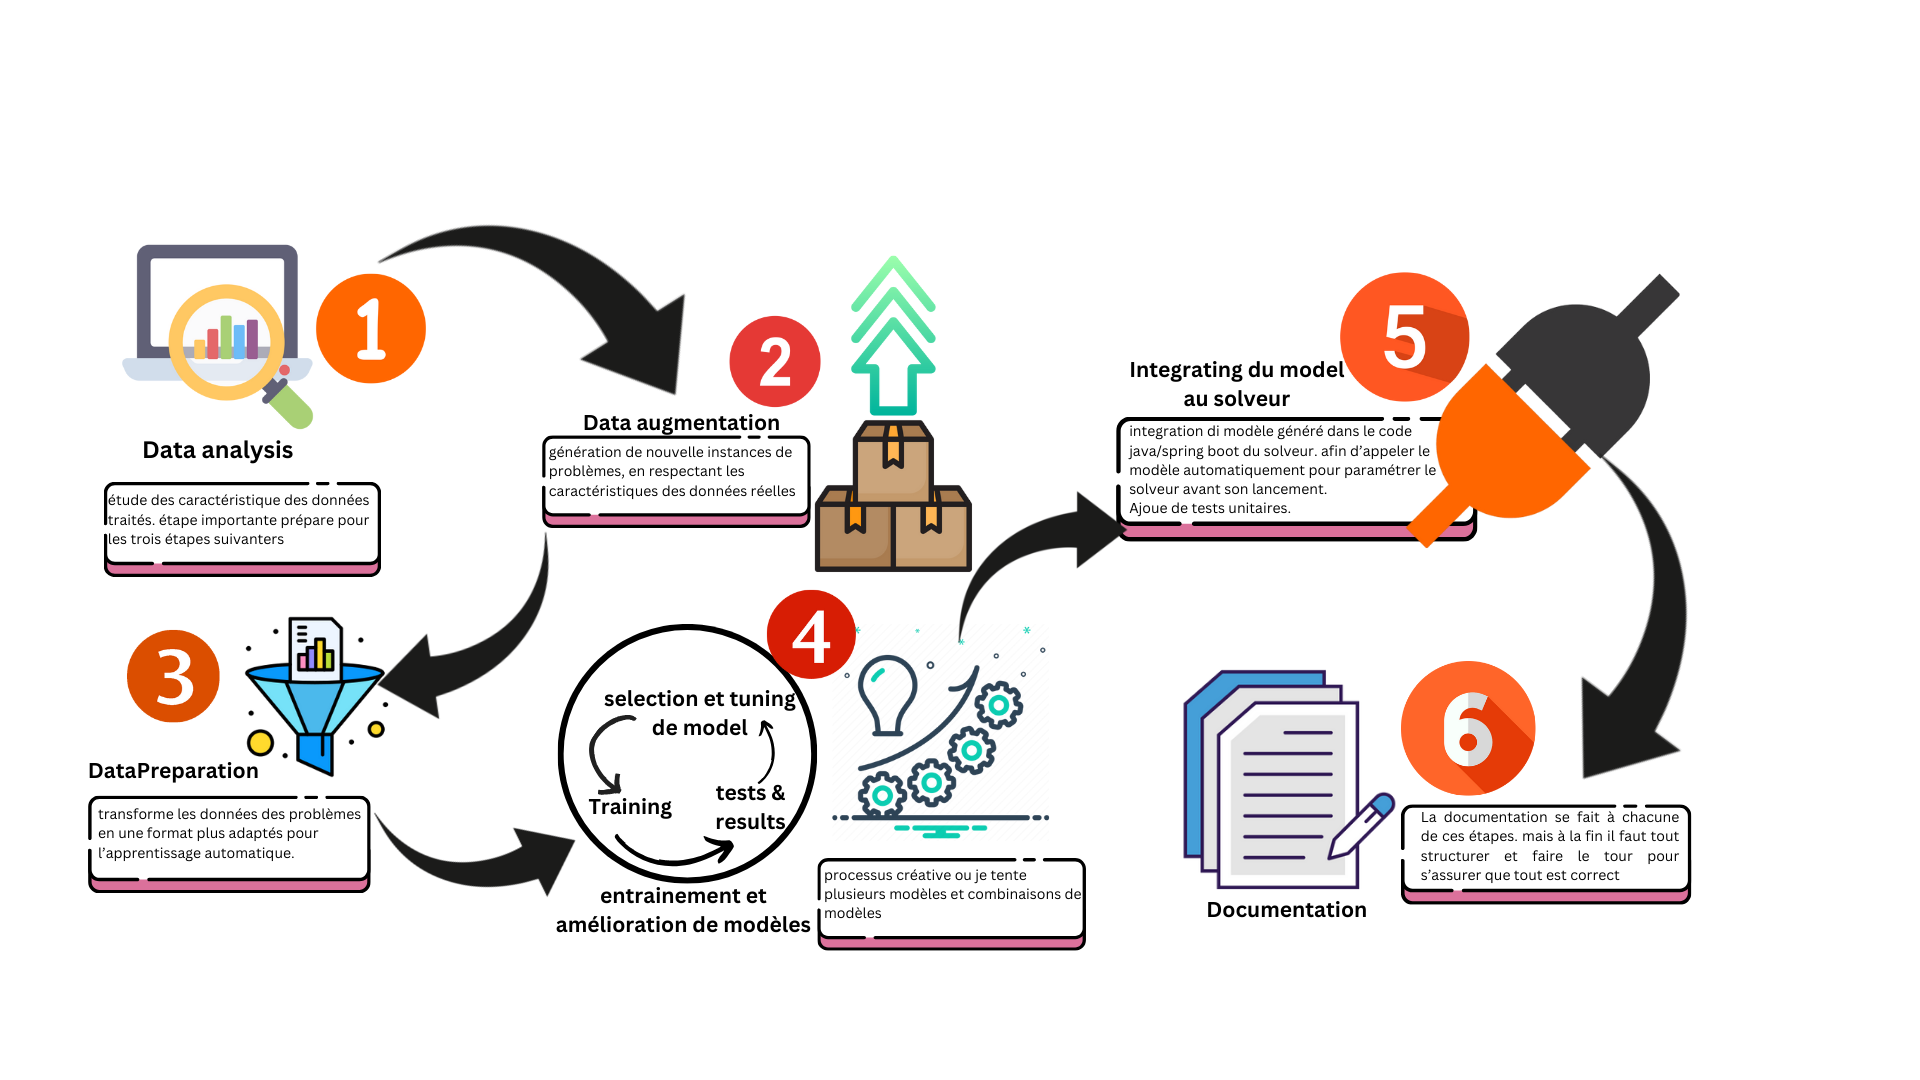 1
Data analysis
étude des caractéristique des données
traités. étape importante prépare pour
les trois étapes suivanters
2
Data augmentation
génération de nouvelle instances de
problèmes, en respectant les
caractéristiques des données réelles
3
DataPreparation
transforme les données des problèmes
en une format plus adaptés pour
l'apprentissage automatique.
4
selection et tuning
de model
Training
tests &
results
entrainement et
amélioration de modèles
processus créative ou je tente
plusieurs modèles et combinaisons de
modèles
5
Integrating du model
au solveur
integration di modèle généré dans le code
java/spring boot du solveur. afin d'appeler le
modèle automatiquement pour paramétrer le
solveur avant son lancement.
Ajoue de tests unitaires.
6
Documentation
La documentation se fait à chacune
de ces étapes. mais à la fin il faut tout
structurer et faire le tour pour
s'assurer que tout est correct